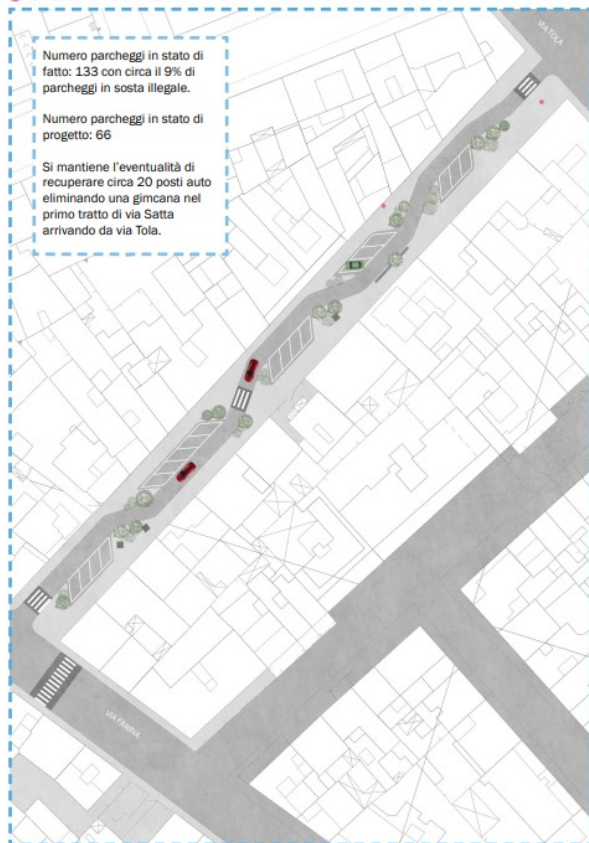 VIA TOLA
Numero parcheggi in stato di
fatto: 133 con circa il 9% di
parcheggi in sosta illegale.
Numero parcheggi in stato di
progetto: 66
Si mantiene l'eventualità di
recuperare circa 20 posti auto
eliminando una gimcana nel
primo tratto di via Satta
arrivando da via Tola.
VIA FARINA